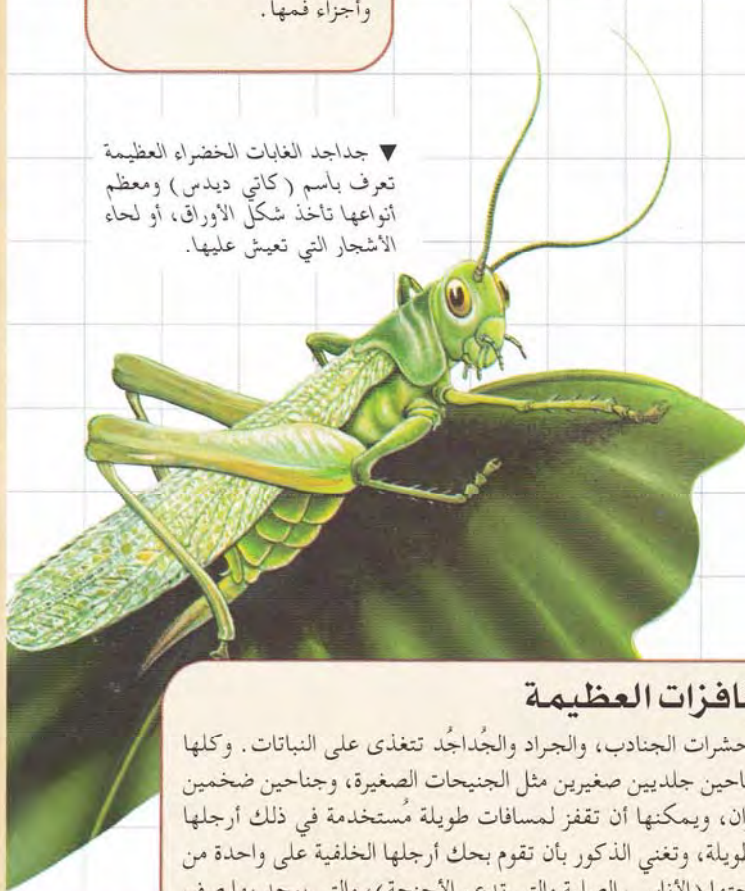 وأجزاء فمها.
▼ جداجد الغابات الخضراء العظيمة
تعرف بأسم (كاتي ديدس) ومعظم
أنواعها تأخذ شكل الأوراق، أو لحاء
الأشجار التي تعيش عليها.
افزات العظيمة
حشرات الجنادب، والجراد والجُداجُد تتغذى على النباتات. وكلها
احين جلديين صغيرين مثل الجنيحات الصغيرة، وجناحين ضخمين
ان، ويمكنها أن تقفز لمسافات طويلة مُستخدمة في ذلك أرجلها
طويلة، وتغني الذكور بأن تقوم بحك أرجلها الخلفية على واحدة من